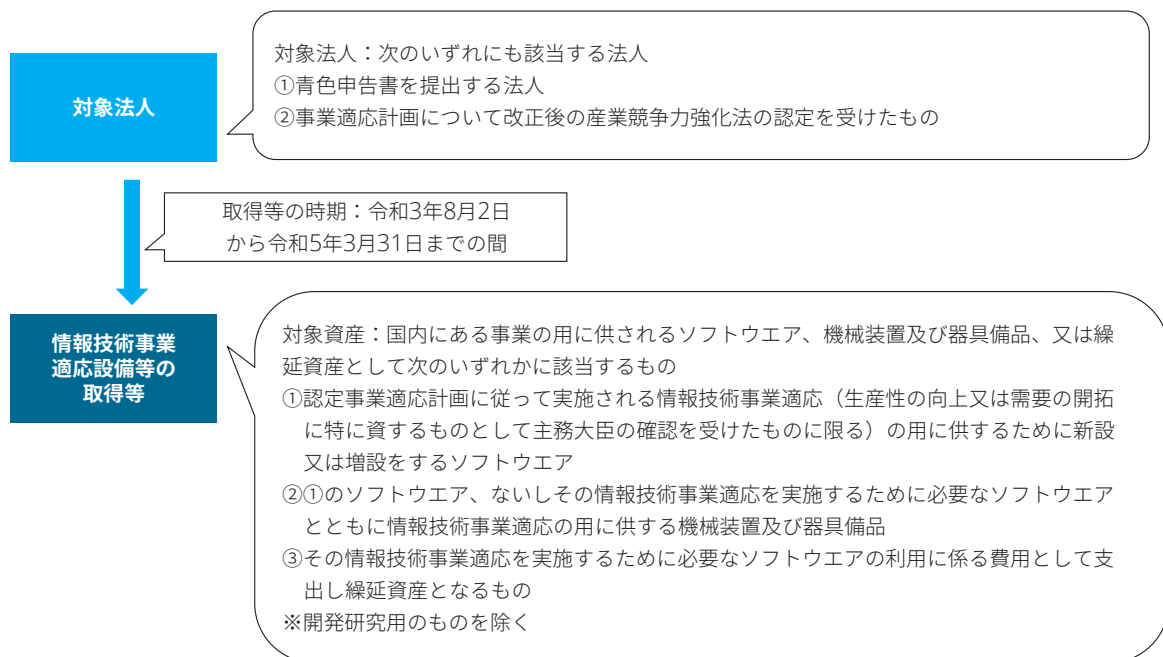 対象法人
対象法人：次のいずれにも該当する法人
①青色申告書を提出する法人
②事業適応計画について改正後の産業競争力強化法の認定を受けたもの
取得等の時期：令和3年8月2日
から令和5年3月31日までの間
情報技術事業
適応設備等の
取得等
対象資産：国内にある事業の用に供されるソフトウエア、機械装置及び器具備品、又は繰
延資産として次のいずれかに該当するもの
①認定事業適応計画に従って実施される情報技術事業適応（生産性の向上又は需要の開拓
に特に資するものとして主務大臣の確認を受けたものに限る）の用に供するために新設
又は増設をするソフトウエア
②①のソフトウエア、ないしその情報技術事業適応を実施するために必要なソフトウエア
とともに情報技術事業適応の用に供する機械装置及び器具備品
③その情報技術事業適応を実施するために必要なソフトウエアの利用に係る費用として支
出し繰延資産となるもの
※開発研究用のものを除く